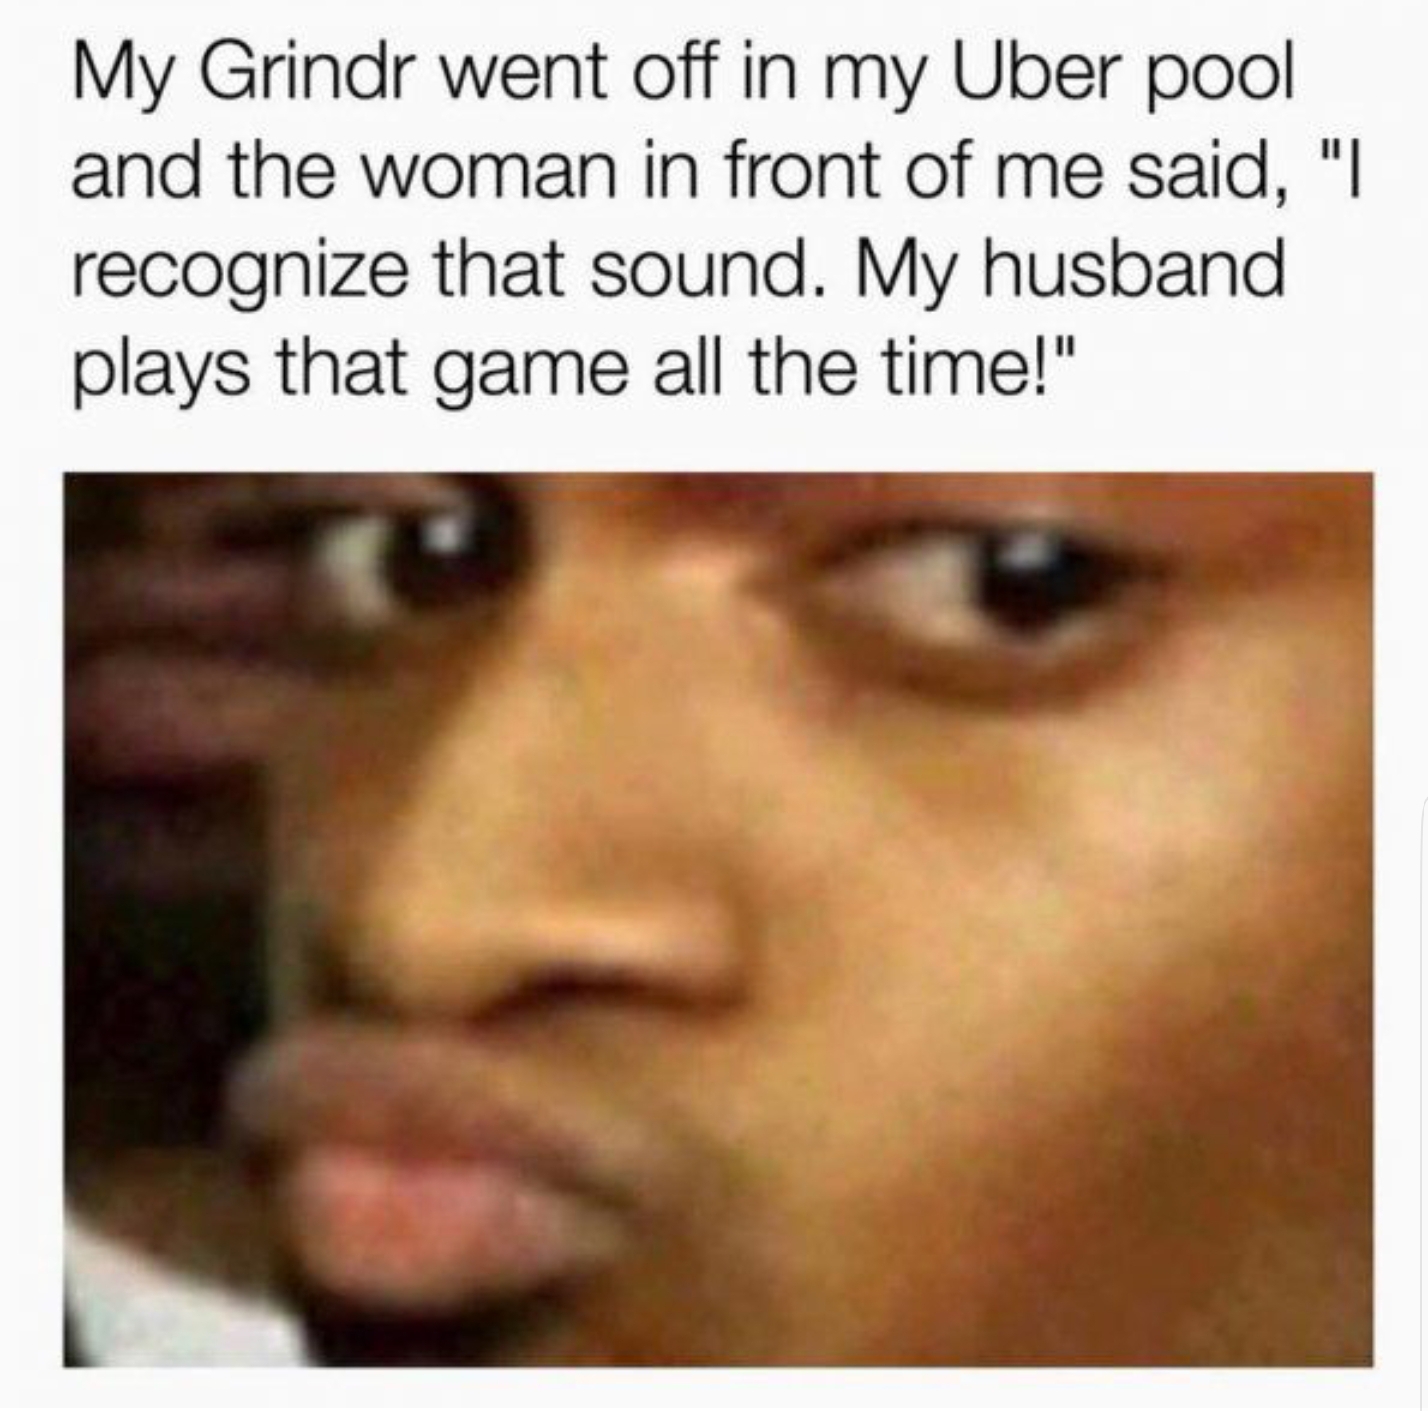 My Grindr went off in my Uber pool
and the woman in front of me said, "I
recognize that sound. My husband
plays that game all the time!"